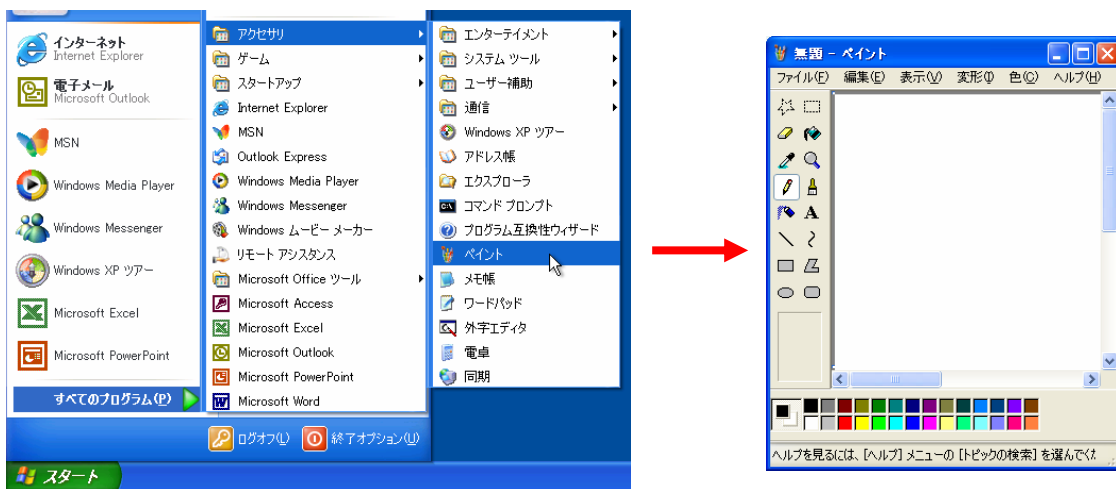 インターネット
Internet Explorer
電子メール
Microsoft Outlook
MSN
Windows Media Player
Windows Messenger
Windows XP ツアー
Microsoft Excel
Microsoft PowerPoint
すべてのプログラム(P)
アクセサリ
ゲーム
スタートアップ
Internet Explorer
MSN
Outlook Express
Windows Media Player
Windows Messenger
Windows ムービー メーカー
リモート アシスタンス
Microsoft Office ツール
Microsoft Access
Microsoft Excel
Microsoft Outlook
Microsoft PowerPoint
Microsoft Word
エンターテイメント
システム ツール
ユーザー補助
通信
Windows XP ツアー
アドレス帳
エクスプローラ
コマンド プロンプト
プログラム互換性ウィザード
ペイント
メモ帳
ワードパッド
外字エディタ
電卓
同期
ログオフ(L)
終了オプション(U)
スタート
無題 - ペイント
ファイル(F) 編集(E) 表示(V) 変形(I) 色(C) ヘルプ(H)
A
ヘルプを見るには、[ヘルプ] メニューの [トピックの検索] を選んでく